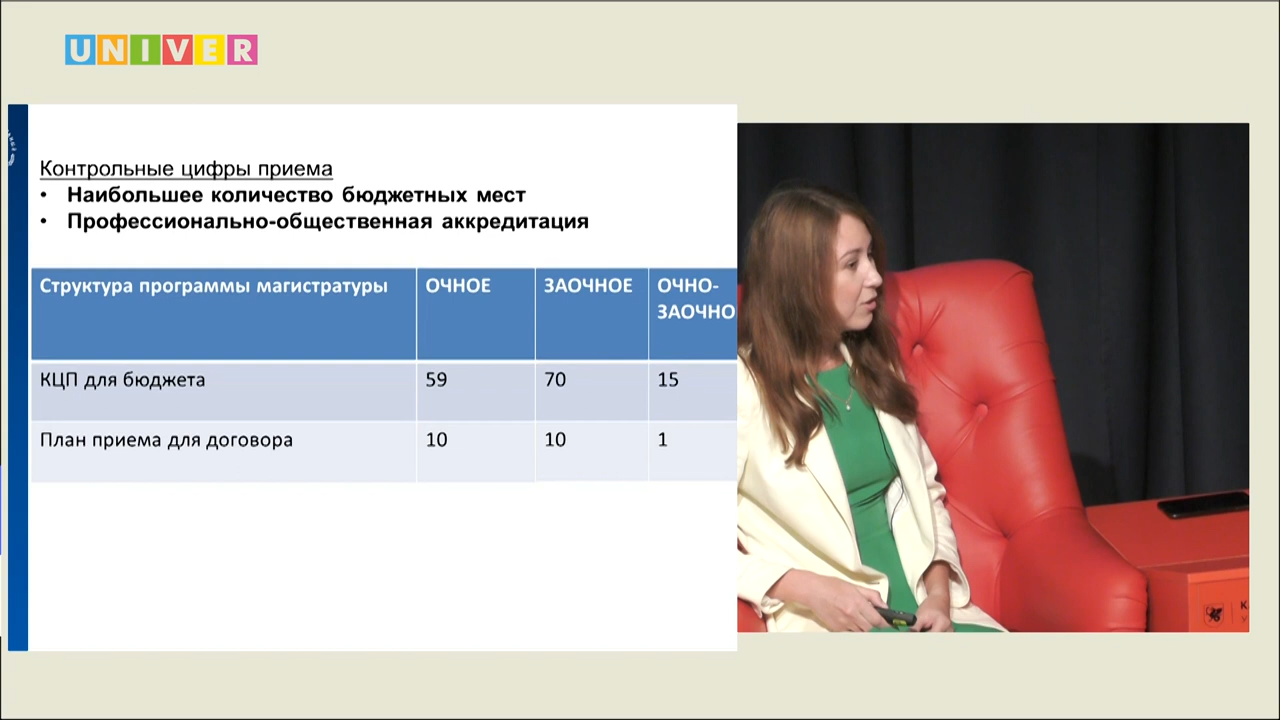 UNIVER
Контрольные цифры приема
• Наибольшее количество бюджетных мест
• Профессионально-общественная аккредитация
Структура программы магистратуры ОЧНОЕ ЗАОЧНОЕ ОЧНО-
ЗАОЧНО
КЦП для бюджета 59 70 15
План приема для договора 10 10 1